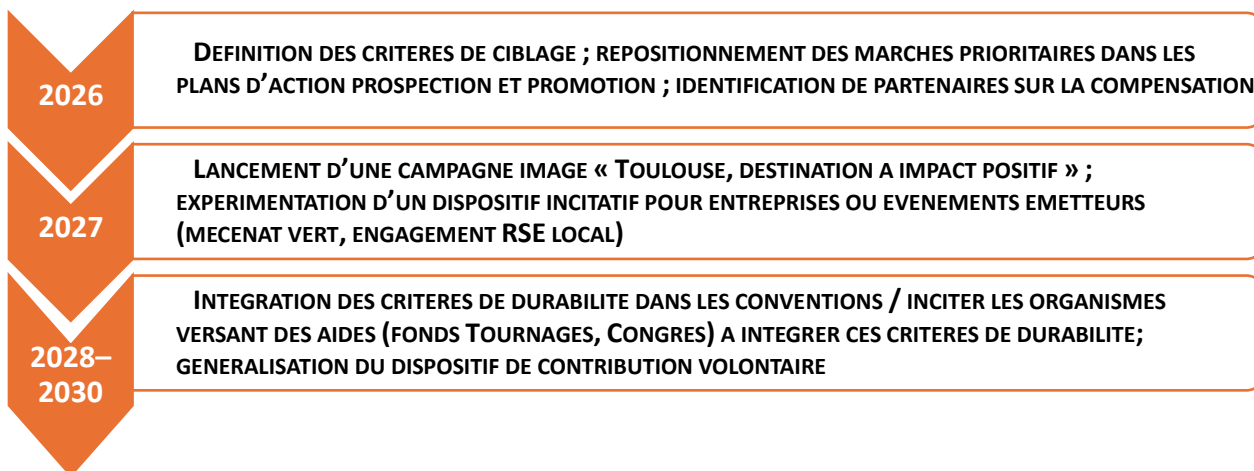 2026
DEFINITION DES CRITERES DE CIBLAGE ; REPOSITIONNEMENT DES MARCHES PRIORITAIRES DANS LES
PLANS D’ACTION PROSPECTION ET PROMOTION ; IDENTIFICATION DE PARTENAIRES SUR LA COMPENSATION
2027
LANCEMENT D’UNE CAMPAGNE IMAGE « TOULOUSE, DESTINATION A IMPACT POSITIF » ;
EXPERIMENTATION D’UN DISPOSITIF INCITATIF POUR ENTREPRISES OU EVENEMENTS EMETTEURS
(MECENAT VERT, ENGAGEMENT RSE LOCAL)
2028–
2030
INTEGRATION DES CRITERES DE DURABILITE DANS LES CONVENTIONS / INCITER LES ORGANISMES
VERSANT DES AIDES (FONDS TOURNAGES, CONGRES) A INTEGRER CES CRITERES DE DURABILITE;
GENERALISATION DU DISPOSITIF DE CONTRIBUTION VOLONTAIRE